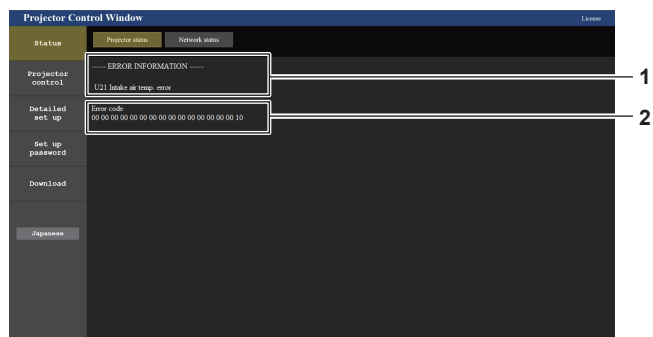 Projector Control Window
License
Status
Projector status
Network status
----- ERROR INFORMATION -----
U21 Intake air temp. error
1
Projector
control
Error code
00 00 00 00 00 00 00 00 00 00 00 00 00 00 00 10
2
Detailed
set up
Set up
password
Download
Japanese